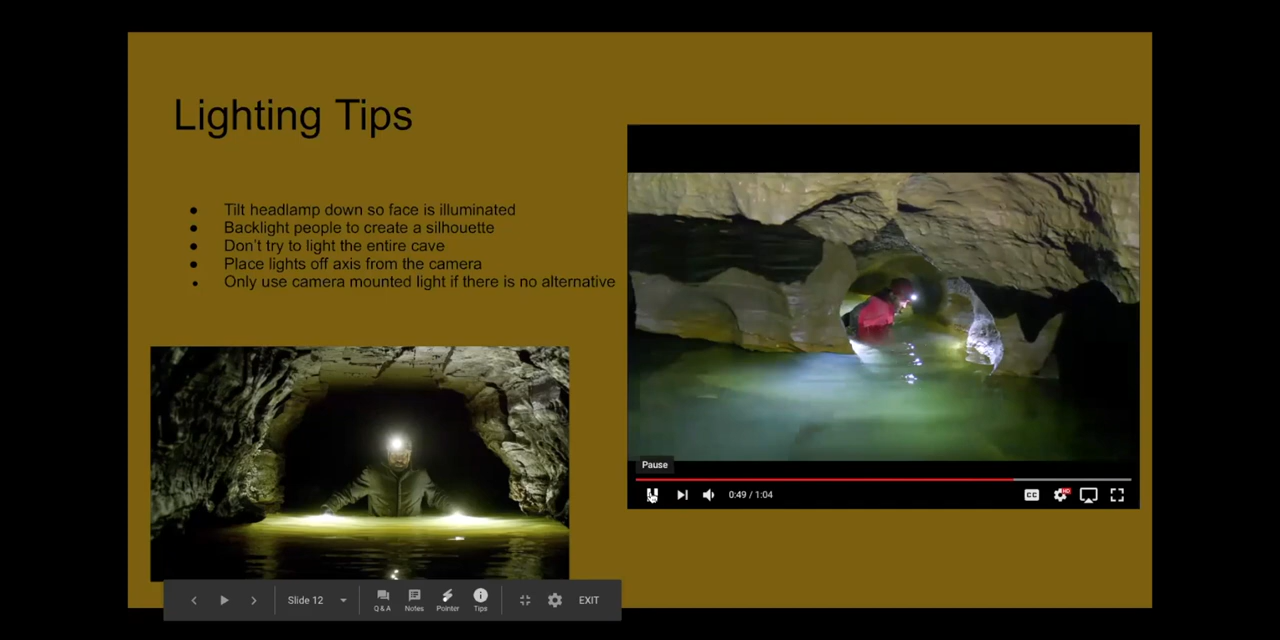 Lighting Tips
● Tilt headlamp down so face is illuminated
● Backlight people to create a silhouette
● Don't try to light the entire cave
● Place lights off axis from the camera
● Only use camera mounted light if there is no alternative
Pause
0:49 / 1:04
CC
HD
Slide 12
Q&A
Notes
Pointer
Tips
EXIT